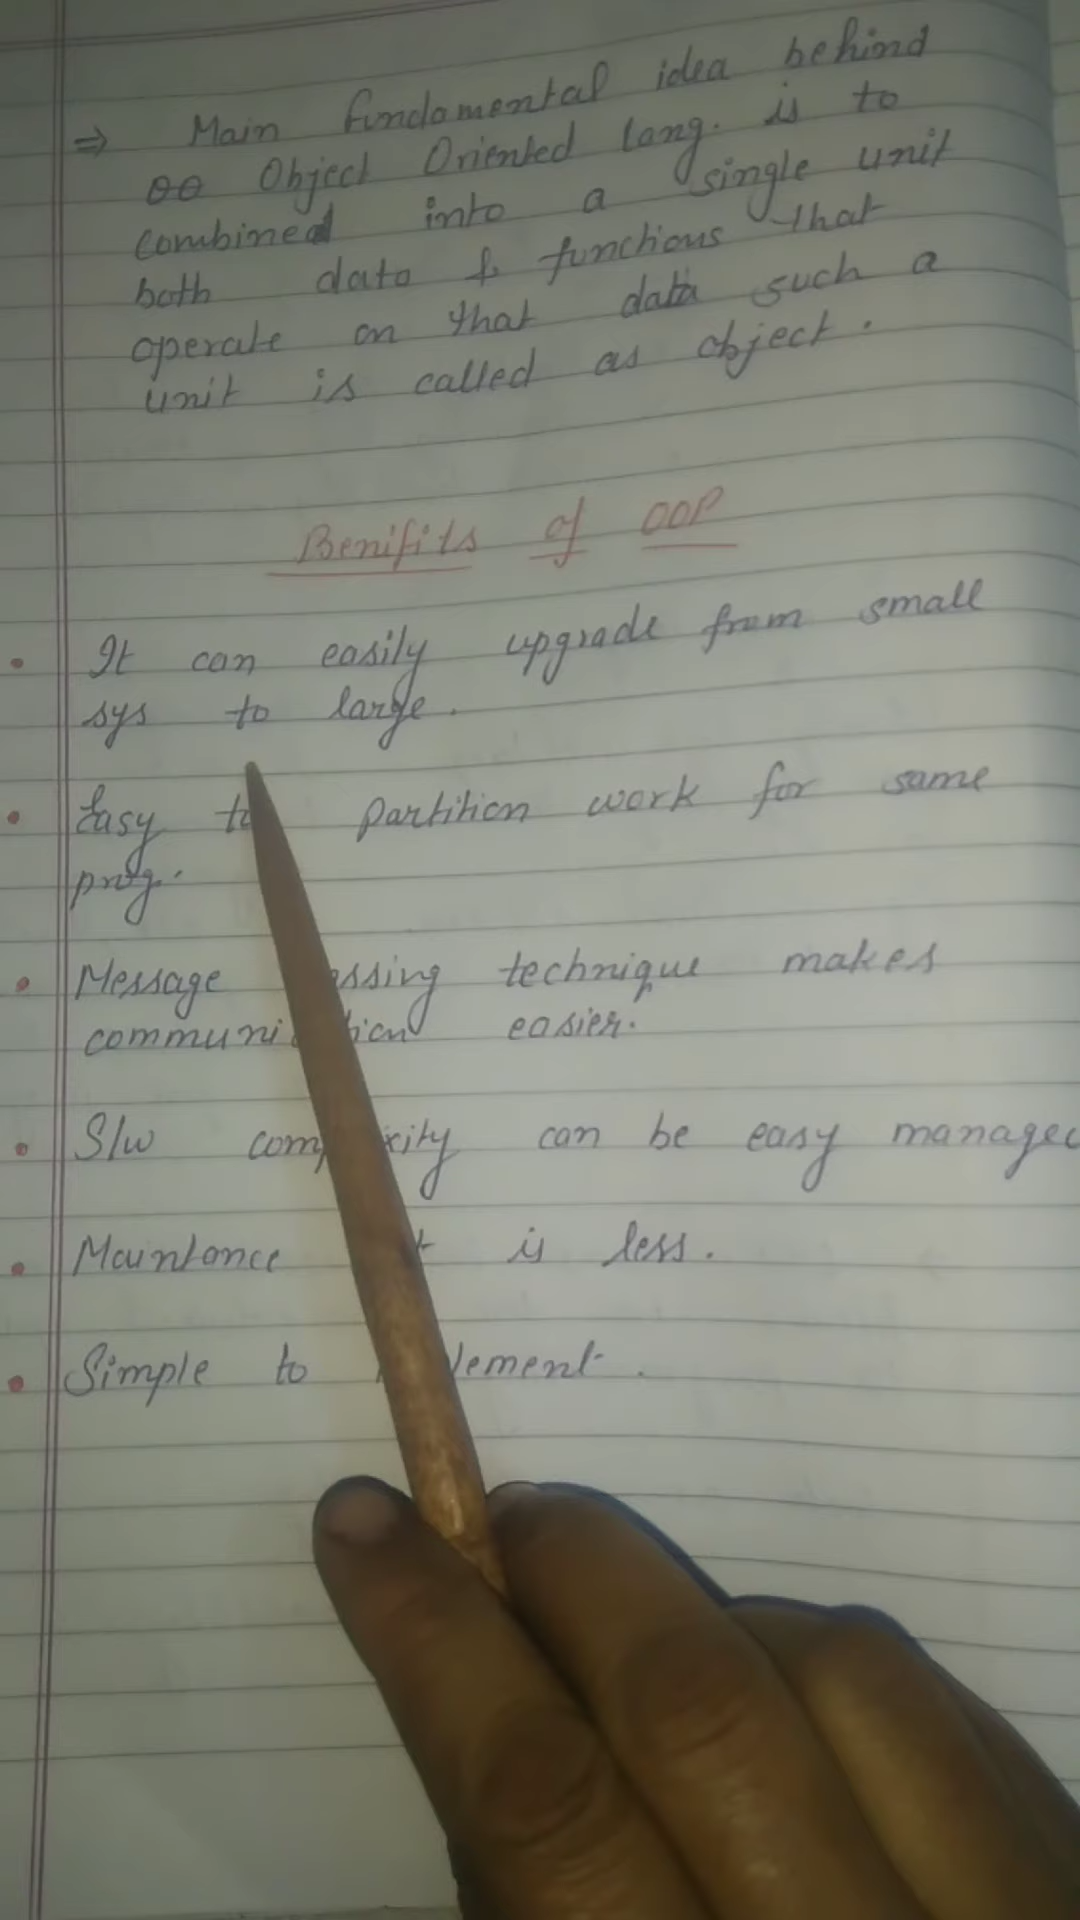 ⇒ Main fundamental idea behind
Object Oriented lang. is to
combined into a single unit
both data & functions that
operate on that data such a
unit is called as object.
Benifits of OOP
• It can easily upgrade from small
sys to large.
• Easy to partition work for same
prog.
• Message technique makes
easier.
• S/w can be easy managed
• Maintance is less.
• Simple to